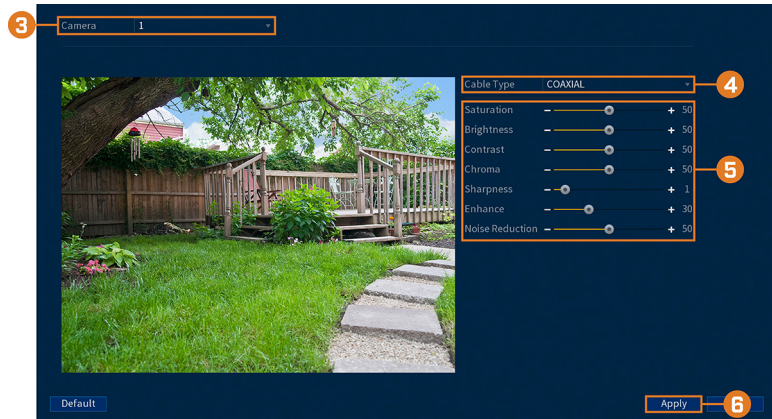 3 Camera 1
Cable Type COAXIAL 4
Saturation - + 50
Brightness - + 50
Contrast - + 50
Chroma - + 50 5
Sharpness - + 1
Enhance - + 30
Noise Reduction - + 50
Default Apply 6